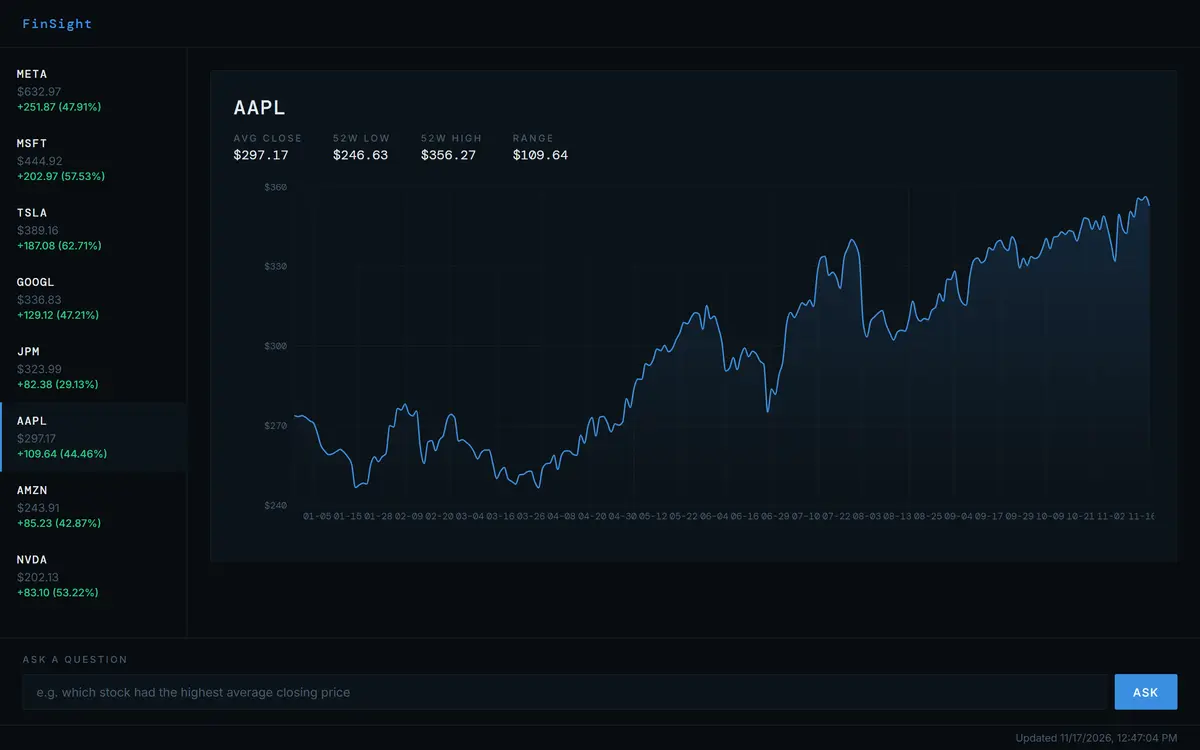 FinSight
META
$632.97
+251.87 (47.91%)
MSFT
$444.92
+202.97 (57.53%)
TSLA
$389.16
+187.08 (62.71%)
GOOGL
$336.83
+129.12 (47.21%)
JPM
$323.99
+82.38 (29.13%)
AAPL
$297.17
+109.64 (44.46%)
AMZN
$243.91
+85.23 (42.87%)
NVDA
$202.13
+83.10 (53.22%)
AAPL
AVG CLOSE 52W LOW 52W HIGH RANGE
$297.17 $246.63 $356.27 $109.64
$360
$330
$300
$270
$240
01-05 01-15 01-28 02-09 02-20 03-04 03-16 03-26 04-08 04-20 04-30 05-12 05-22 06-04 06-16 06-29 07-10 07-22 08-03 08-13 08-25 09-04 09-17 09-29 10-09 10-21 11-02 11-16
ASK A QUESTION
e.g. which stock had the highest average closing price
ASK
Updated 11/17/2026, 12:47:04 PM